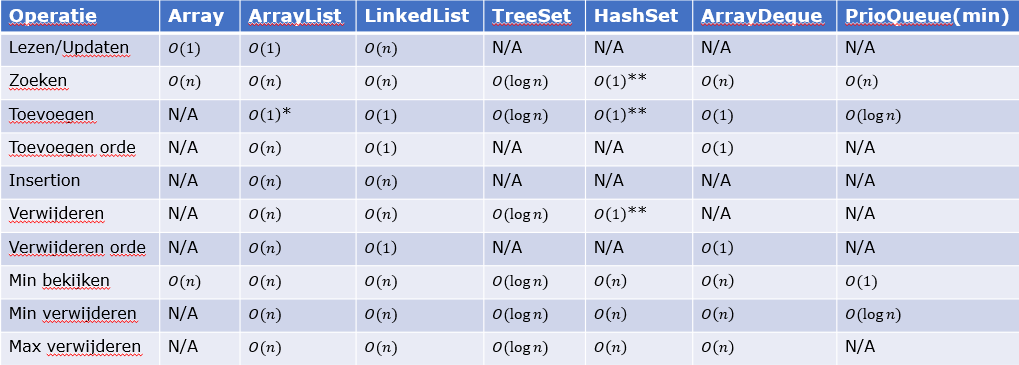 Operatie Array ArrayList LinkedList TreeSet HashSet ArrayDeque PrioQueue(min)
Lezen/Updaten O(1) O(1) O(n) N/A N/A N/A N/A
Zoeken O(n) O(n) O(n) O(log n) O(1)** O(n) O(n)
Toevoegen N/A O(1)* O(1) O(log n) O(1)** O(1) O(log n)
Toevoegen orde N/A O(n) O(1) N/A N/A O(1) N/A
Insertion N/A O(n) O(n) N/A N/A N/A N/A
Verwijderen N/A O(n) O(n) O(log n) O(1)** N/A N/A
Verwijderen orde N/A O(n) O(1) N/A N/A O(1) N/A
Min bekijken O(n) O(n) O(n) O(log n) O(n) O(n) O(1)
Min verwijderen N/A O(n) O(n) O(log n) O(n) O(n) O(log n)
Max verwijderen N/A O(n) O(n) O(log n) O(n) O(n) N/A